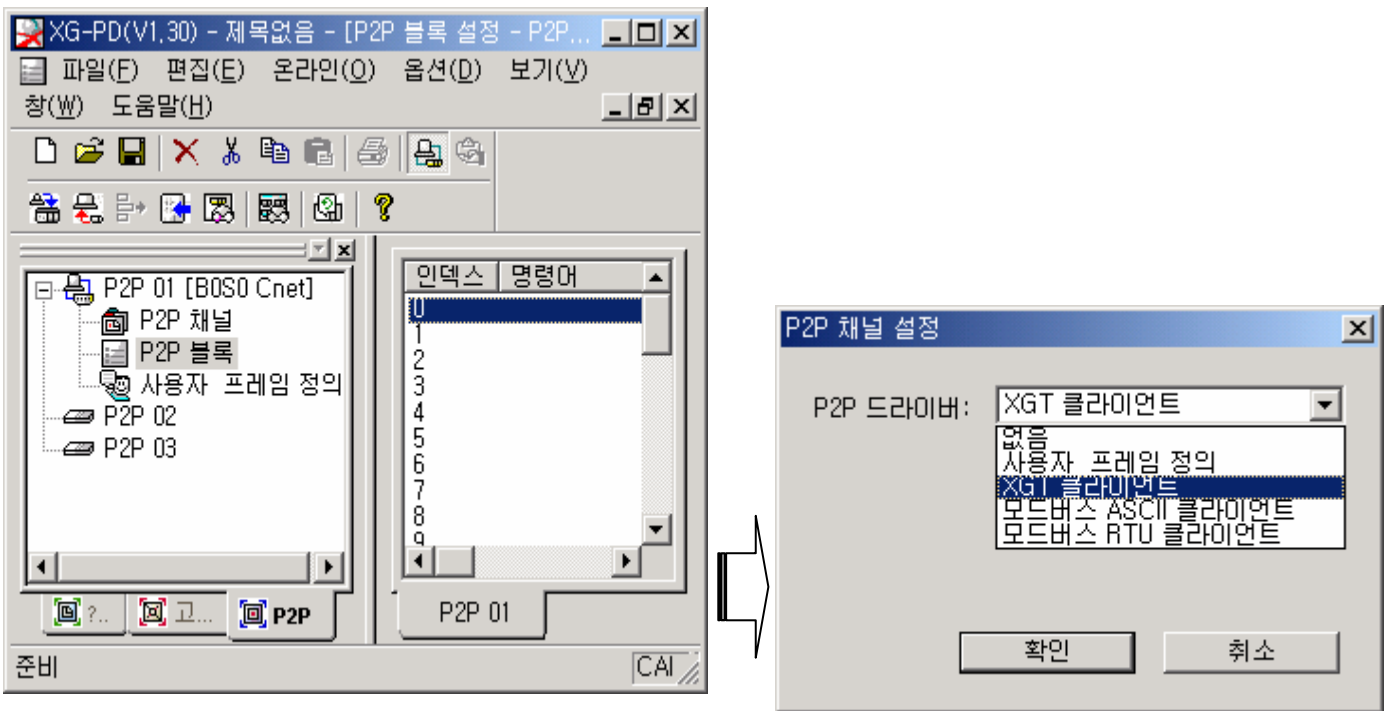 XG-PD(V1,30) - 제목없음 - [P2P 블록 설정 - P2P...
파일(F) 편집(E) 온라인(O) 옵션(D) 보기(V)
창(W) 도움말(H)
인덱스 명령어
P2P 01 [B0S0 Cnet]
P2P 채널
P2P 블록
사용자 프레임 정의
P2P 02
P2P 03
0
1
2
3
4
5
6
7
8
9
?..
고...
P2P
P2P 01
준비
CAI
P2P 채널 설정
P2P 드라이버:
XGT 클라이언트
없음
사용자 프레임 정의
XGT 클라이언트
모드버스 ASCII 클라이언트
모드버스 RTU 클라이언트
확인
취소